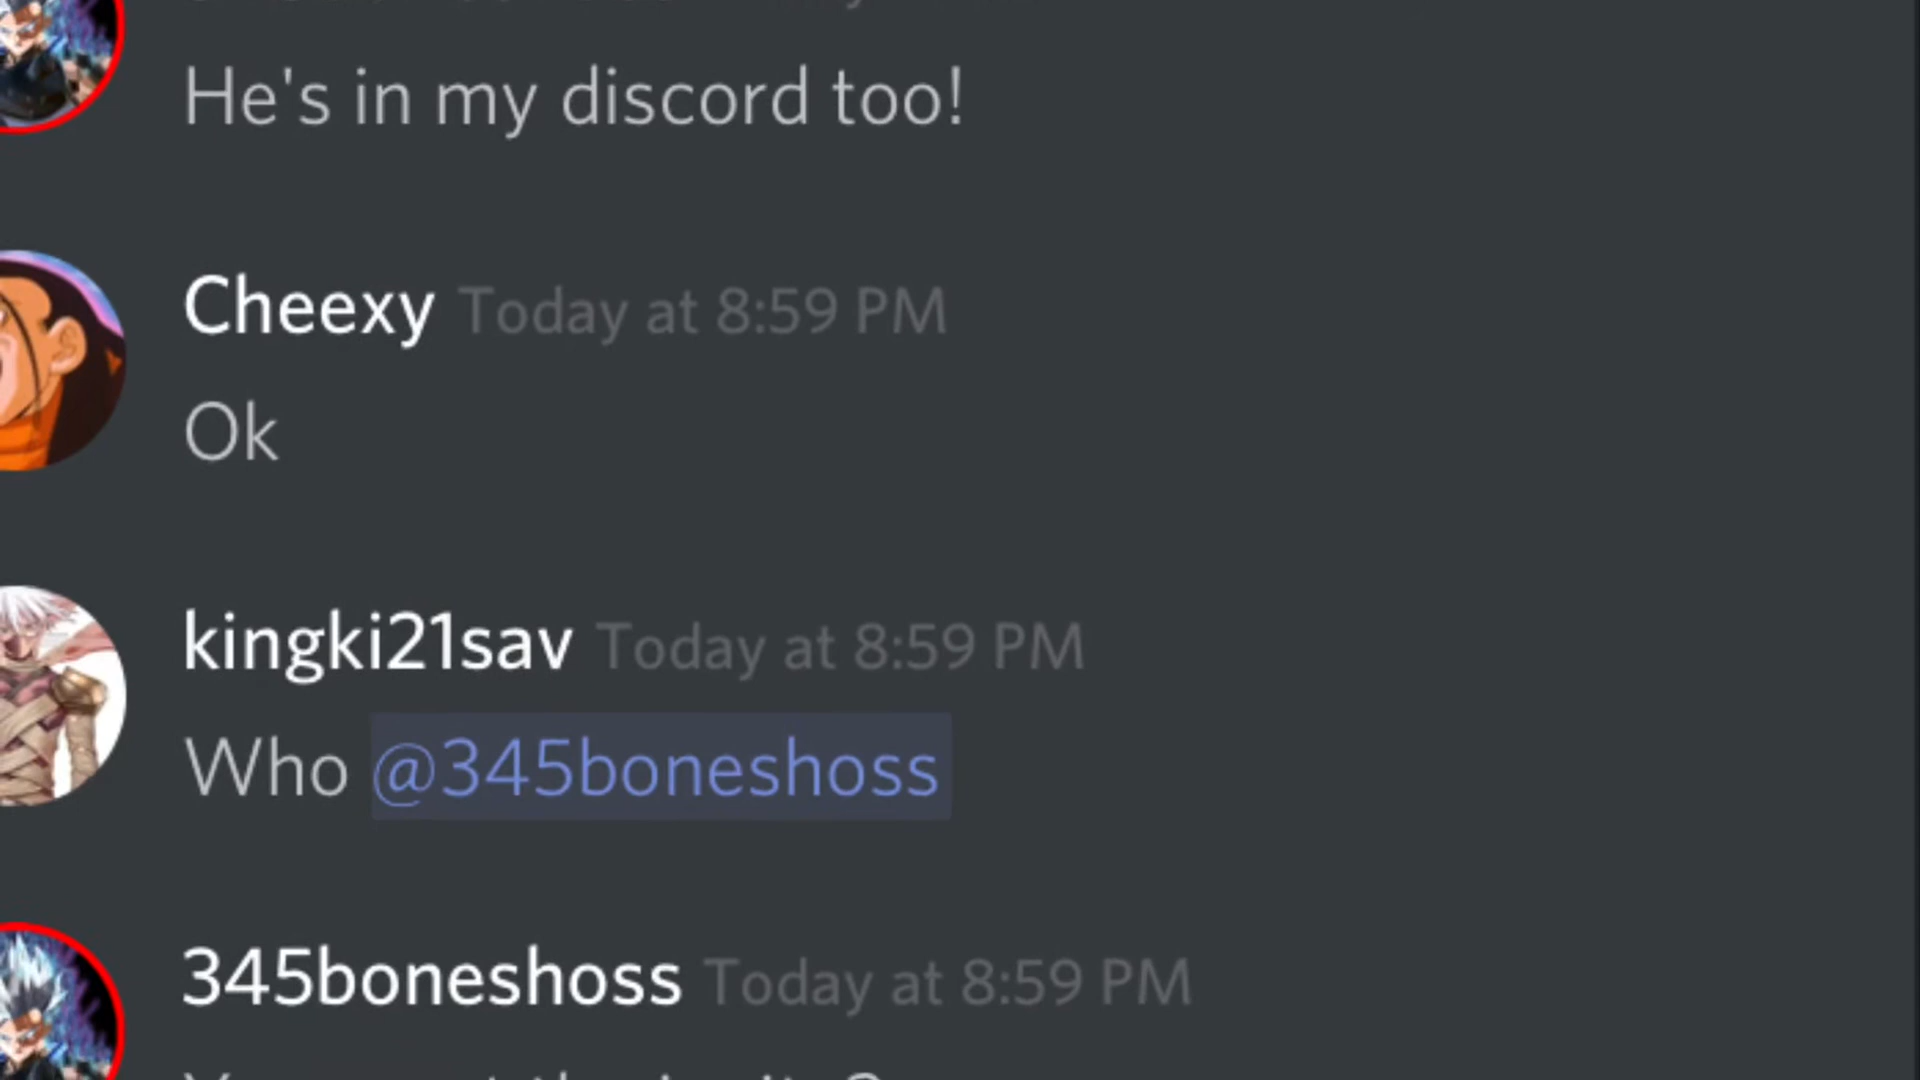 He's in my discord too!
Cheexy Today at 8:59 PM
Ok
kingki21sav Today at 8:59 PM
Who @345boneshoss
345boneshoss Today at 8:59 PM